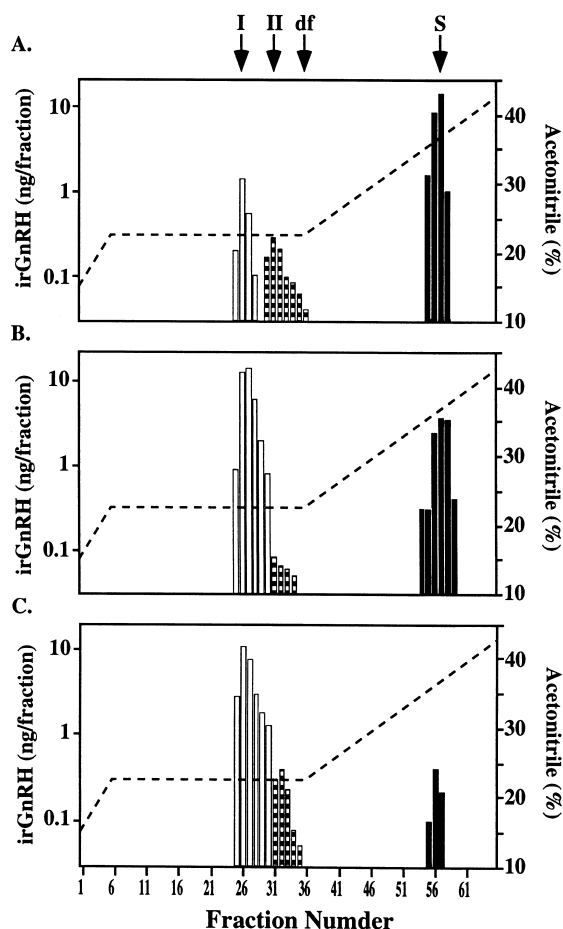 I II df S
A.
10
1
0.1
irGnRH (ng/fraction)
40
30
20
10
Acetonitrile (%)
B.
10
1
0.1
irGnRH (ng/fraction)
40
30
20
10
Acetonitrile (%)
C.
10
1
0.1
irGnRH (ng/fraction)
40
30
20
10
Acetonitrile (%)
1 6 11 16 21 26 31 36 41 46 51 56 61
Fraction Numder